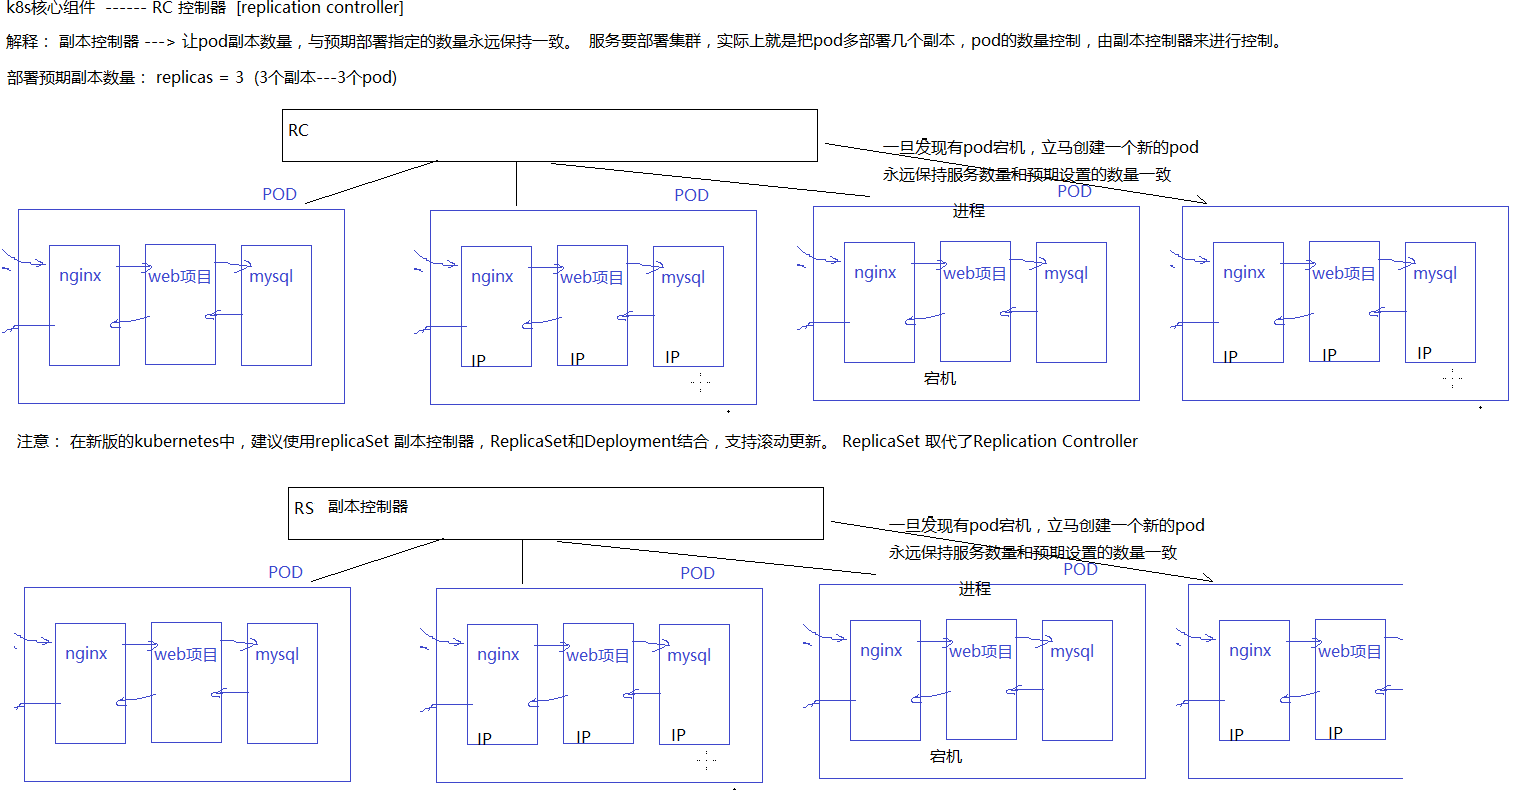 k8s核心组件 ------ RC 控制器 [replication controller]
解释： 副本控制器 ---> 让pod副本数量，与预期部署指定的数量永远保持一致。 服务要部署集群，实际上就是把pod多部署几个副本，pod的数量控制，由副本控制器来进行控制。
部署预期副本数量： replicas = 3 (3个副本---3个pod)
RC
一旦发现有pod宕机，立马创建一个新的pod
永远保持服务数量和预期设置的数量一致
POD
POD
POD
进程
nginx
web项目
mysql
nginx
web项目
mysql
IP
IP
IP
nginx
web项目
mysql
宕机
nginx
web项目
mysql
IP
IP
IP
注意： 在新版的kubernetes中，建议使用replicaSet 副本控制器，ReplicaSet和Deployment结合，支持滚动更新。 ReplicaSet 取代了Replication Controller
RS 副本控制器
一旦发现有pod宕机，立马创建一个新的pod
永远保持服务数量和预期设置的数量一致
POD
POD
POD
进程
nginx
web项目
mysql
nginx
web项目
mysql
IP
IP
IP
nginx
web项目
mysql
宕机
nginx
web项目
IP
IP